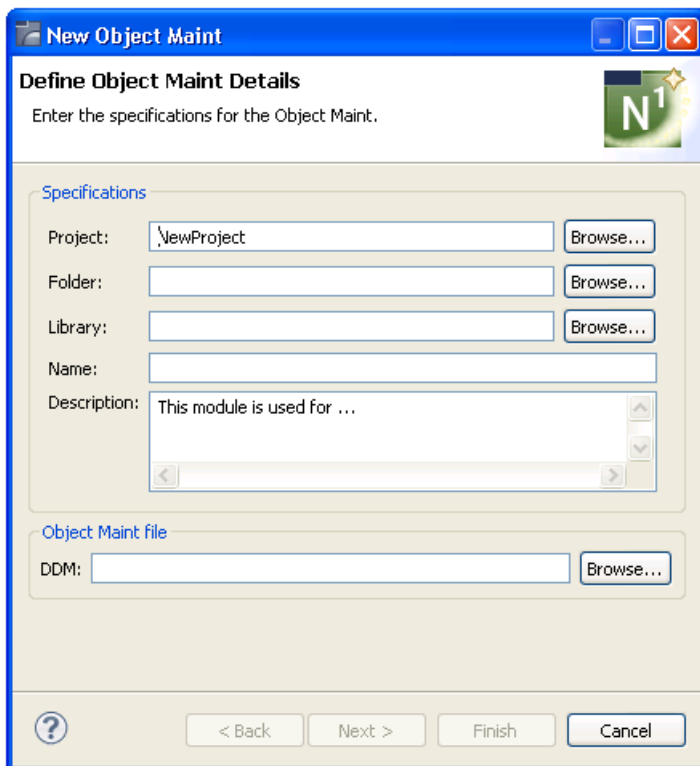 New Object Maint
Define Object Maint Details
Enter the specifications for the Object Maint.
N1
Specifications
Project: NewProject Browse...
Folder: Browse...
Library: Browse...
Name:
Description: This module is used for ...
Object Maint file
DDM: Browse...
? < Back Next > Finish Cancel